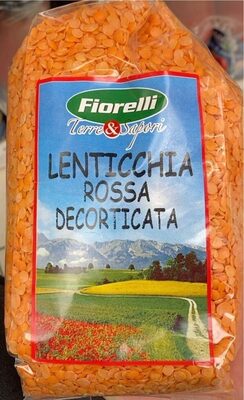 Fiorelli
Terre&Sapori
LENTICCHIA
ROSSA
DECORTICATA